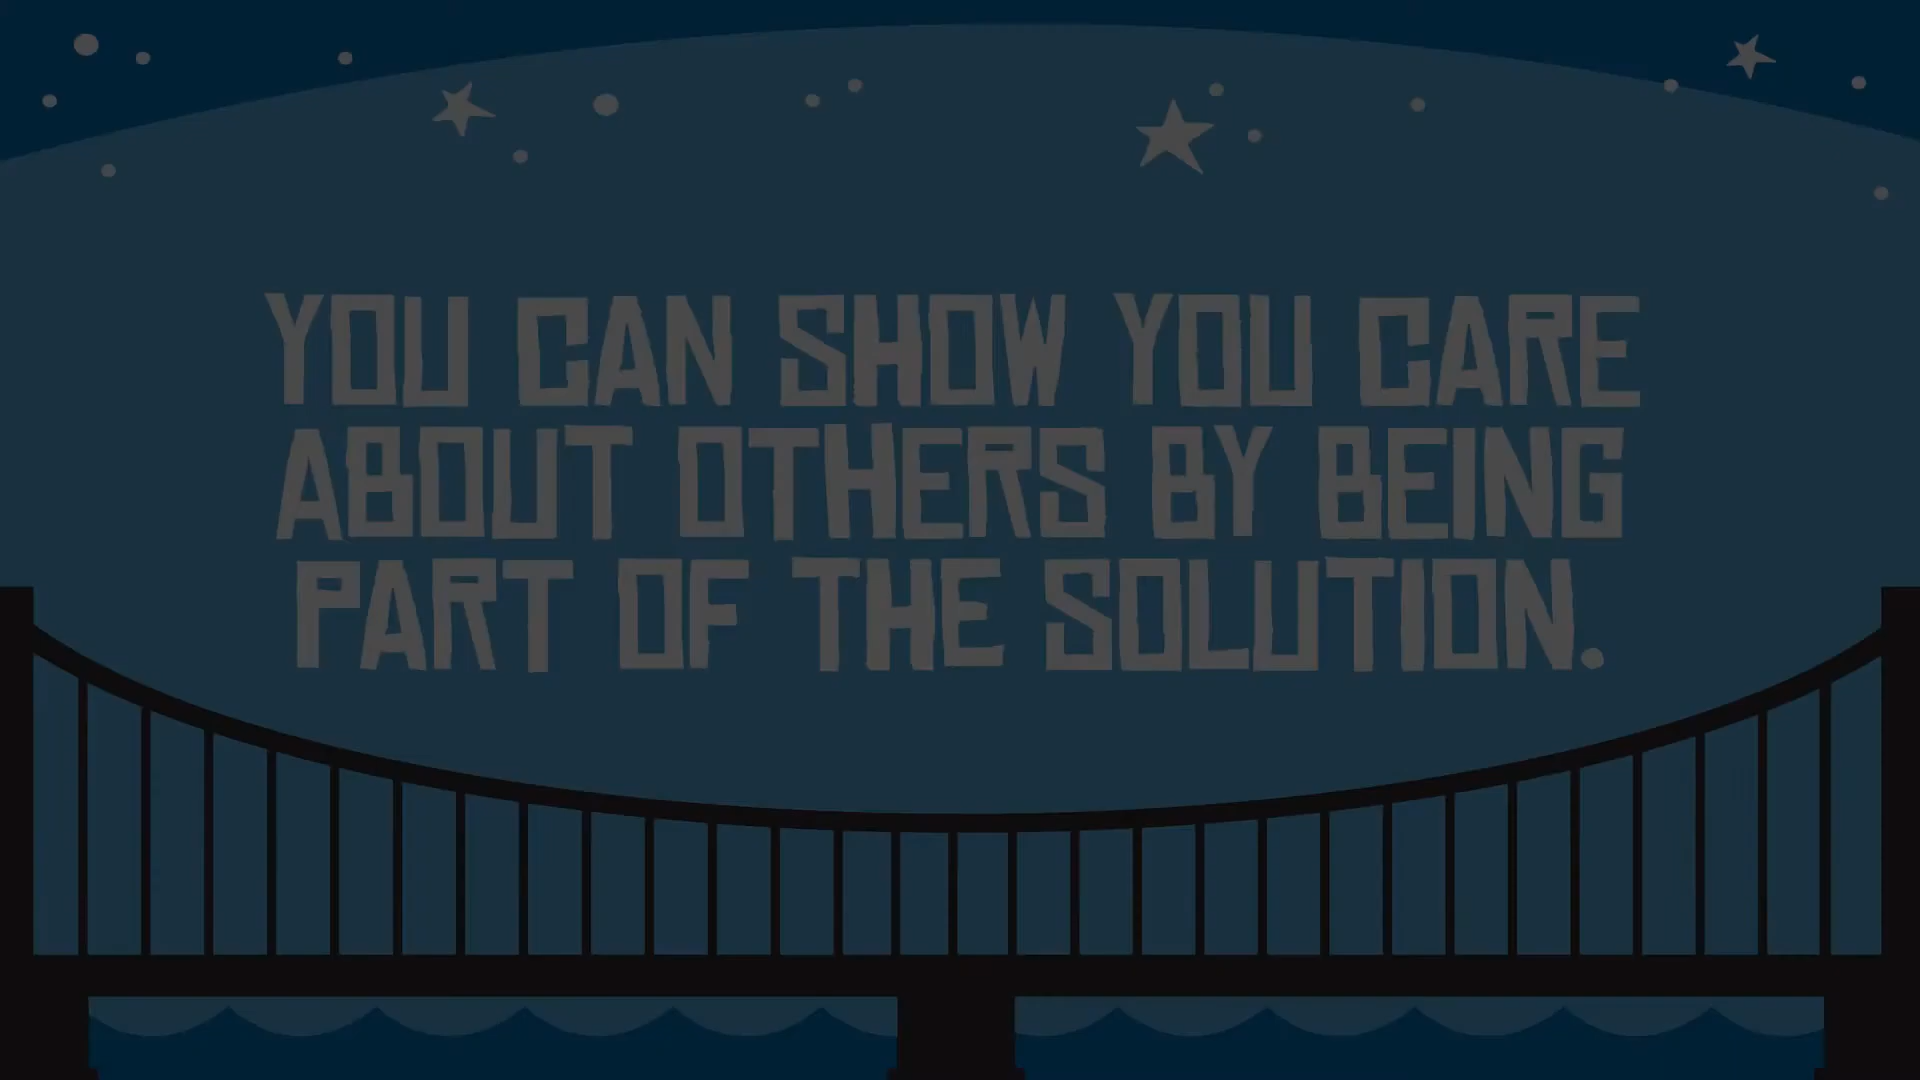 YOU CAN SHOW YOU CARE
ABOUT OTHERS BY BEING
PART OF THE SOLUTION.